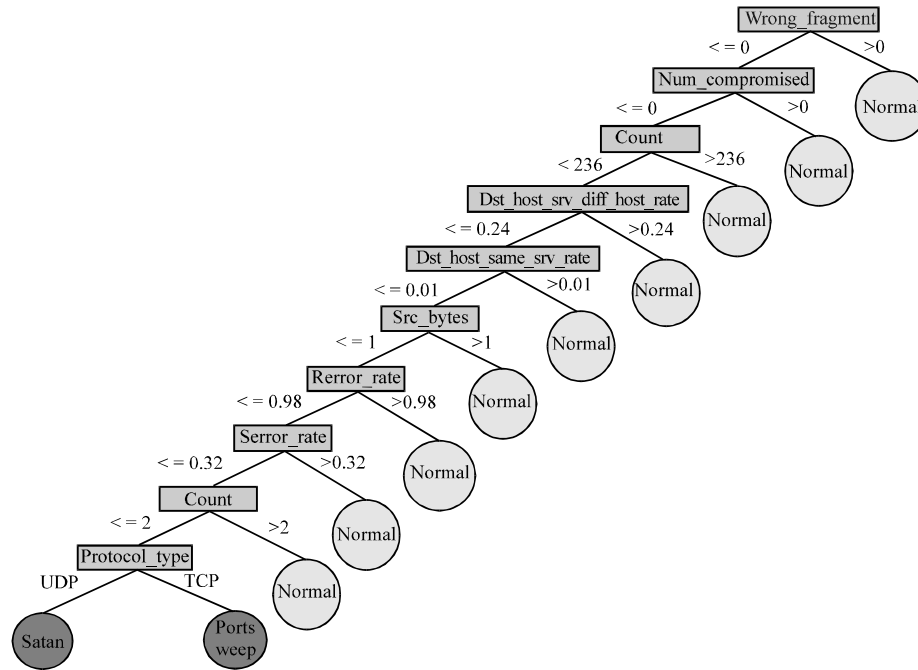 Wrong_fragment
< = 0
>0
Num_compromised
Normal
< = 0
>0
Count
Normal
< 236
>236
Dst_host_srv_diff_host_rate
Normal
< = 0.24
>0.24
Dst_host_same_srv_rate
Normal
< = 0.01
>0.01
Src_bytes
Normal
< = 1
>1
Rerror_rate
Normal
< = 0.98
>0.98
Serror_rate
Normal
< = 0.32
>0.32
Count
Normal
< = 2
>2
Protocol_type
Normal
UDP
TCP
Satan
Ports
weep